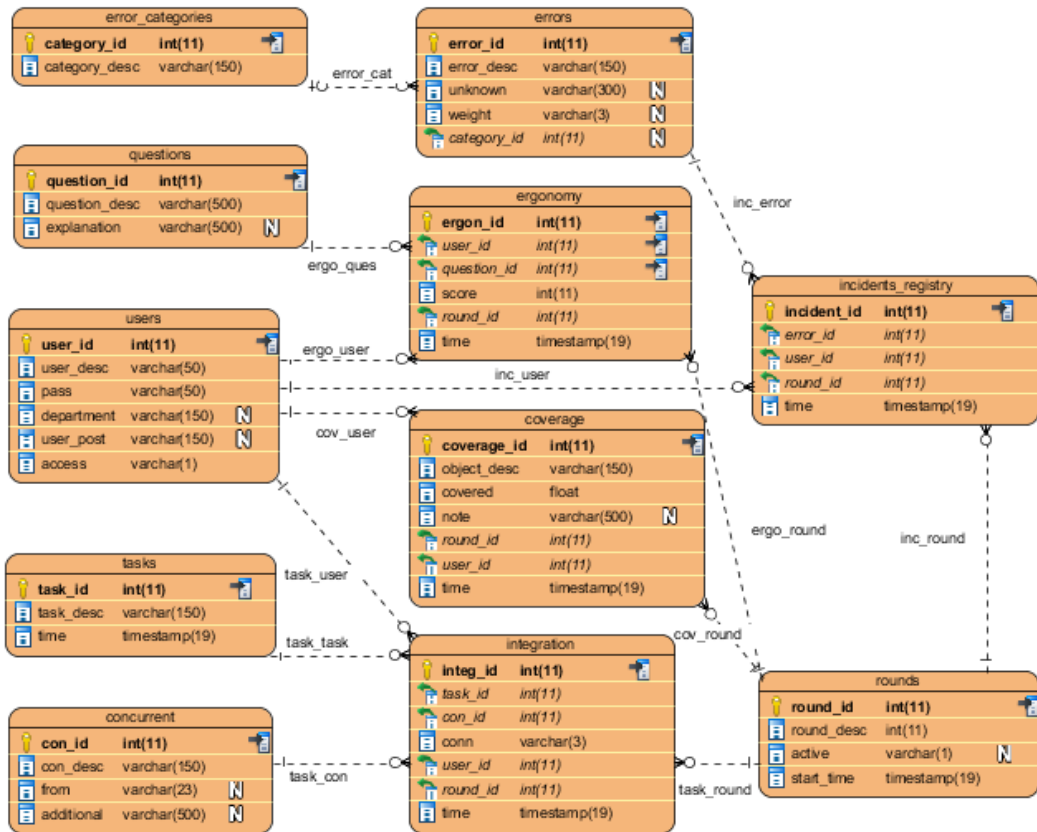 error_categories
category_id int(11)
category_desc varchar(150)
error_cat
errors
error_id int(11)
error_desc varchar(150)
unknown varchar(300) N
weight varchar(3) N
category_id int(11) N
questions
question_id int(11)
question_desc varchar(500)
explanation varchar(500) N
ergo_ques
ergonomy
ergon_id int(11)
user_id int(11)
question_id int(11)
score int(11)
round_id int(11)
time timestamp(19)
inc_error
incidents_registry
incident_id int(11)
error_id int(11)
user_id int(11)
round_id int(11)
time timestamp(19)
users
user_id int(11)
user_desc varchar(50)
pass varchar(50)
department varchar(150) N
user_post varchar(150) N
access varchar(1)
ergo_user
inc_user
cov_user
coverage
coverage_id int(11)
object_desc varchar(150)
covered float
note varchar(500) N
round_id int(11)
user_id int(11)
time timestamp(19)
ergo_round
inc_round
tasks
task_id int(11)
task_desc varchar(150)
time timestamp(19)
task_user
task_task
cov_round
integration
integ_id int(11)
task_id int(11)
con_id int(11)
conn varchar(3)
user_id int(11)
round_id int(11)
time timestamp(19)
rounds
round_id int(11)
round_desc int(11)
active varchar(1) N
start_time timestamp(19)
task_round
concurrent
con_id int(11)
con_desc varchar(150)
from varchar(23) N
additional varchar(500) N
task_con